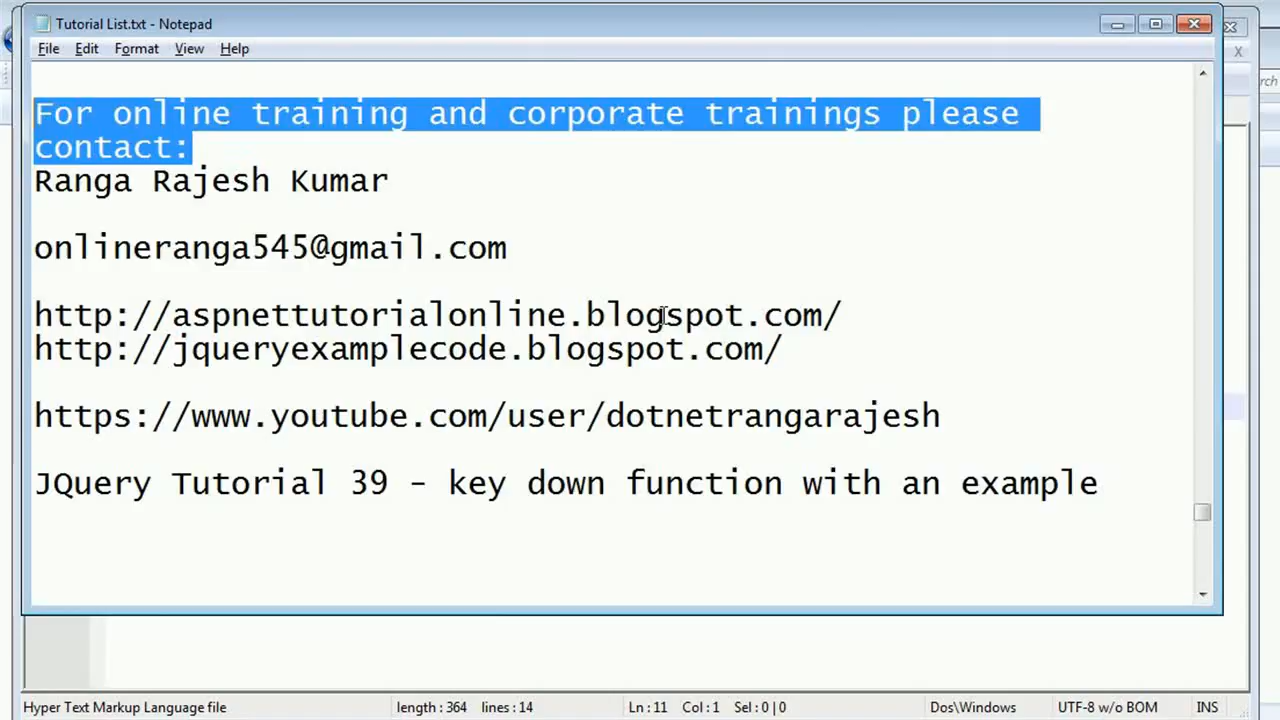 Tutorial List.txt - Notepad
File Edit Format View Help
For online training and corporate trainings please
contact:
Ranga Rajesh Kumar
onlineranga545@gmail.com
http://aspnettutorialonline.blogspot.com/
http://jqueryexamplecode.blogspot.com/
https://www.youtube.com/user/dotnetrangarajesh
JQuery Tutorial 39 - key down function with an example
Hyper Text Markup Language file length : 364 lines : 14 Ln : 11 Col : 1 Sel : 0 | 0 Dos\Windows UTF-8 w/o BOM INS